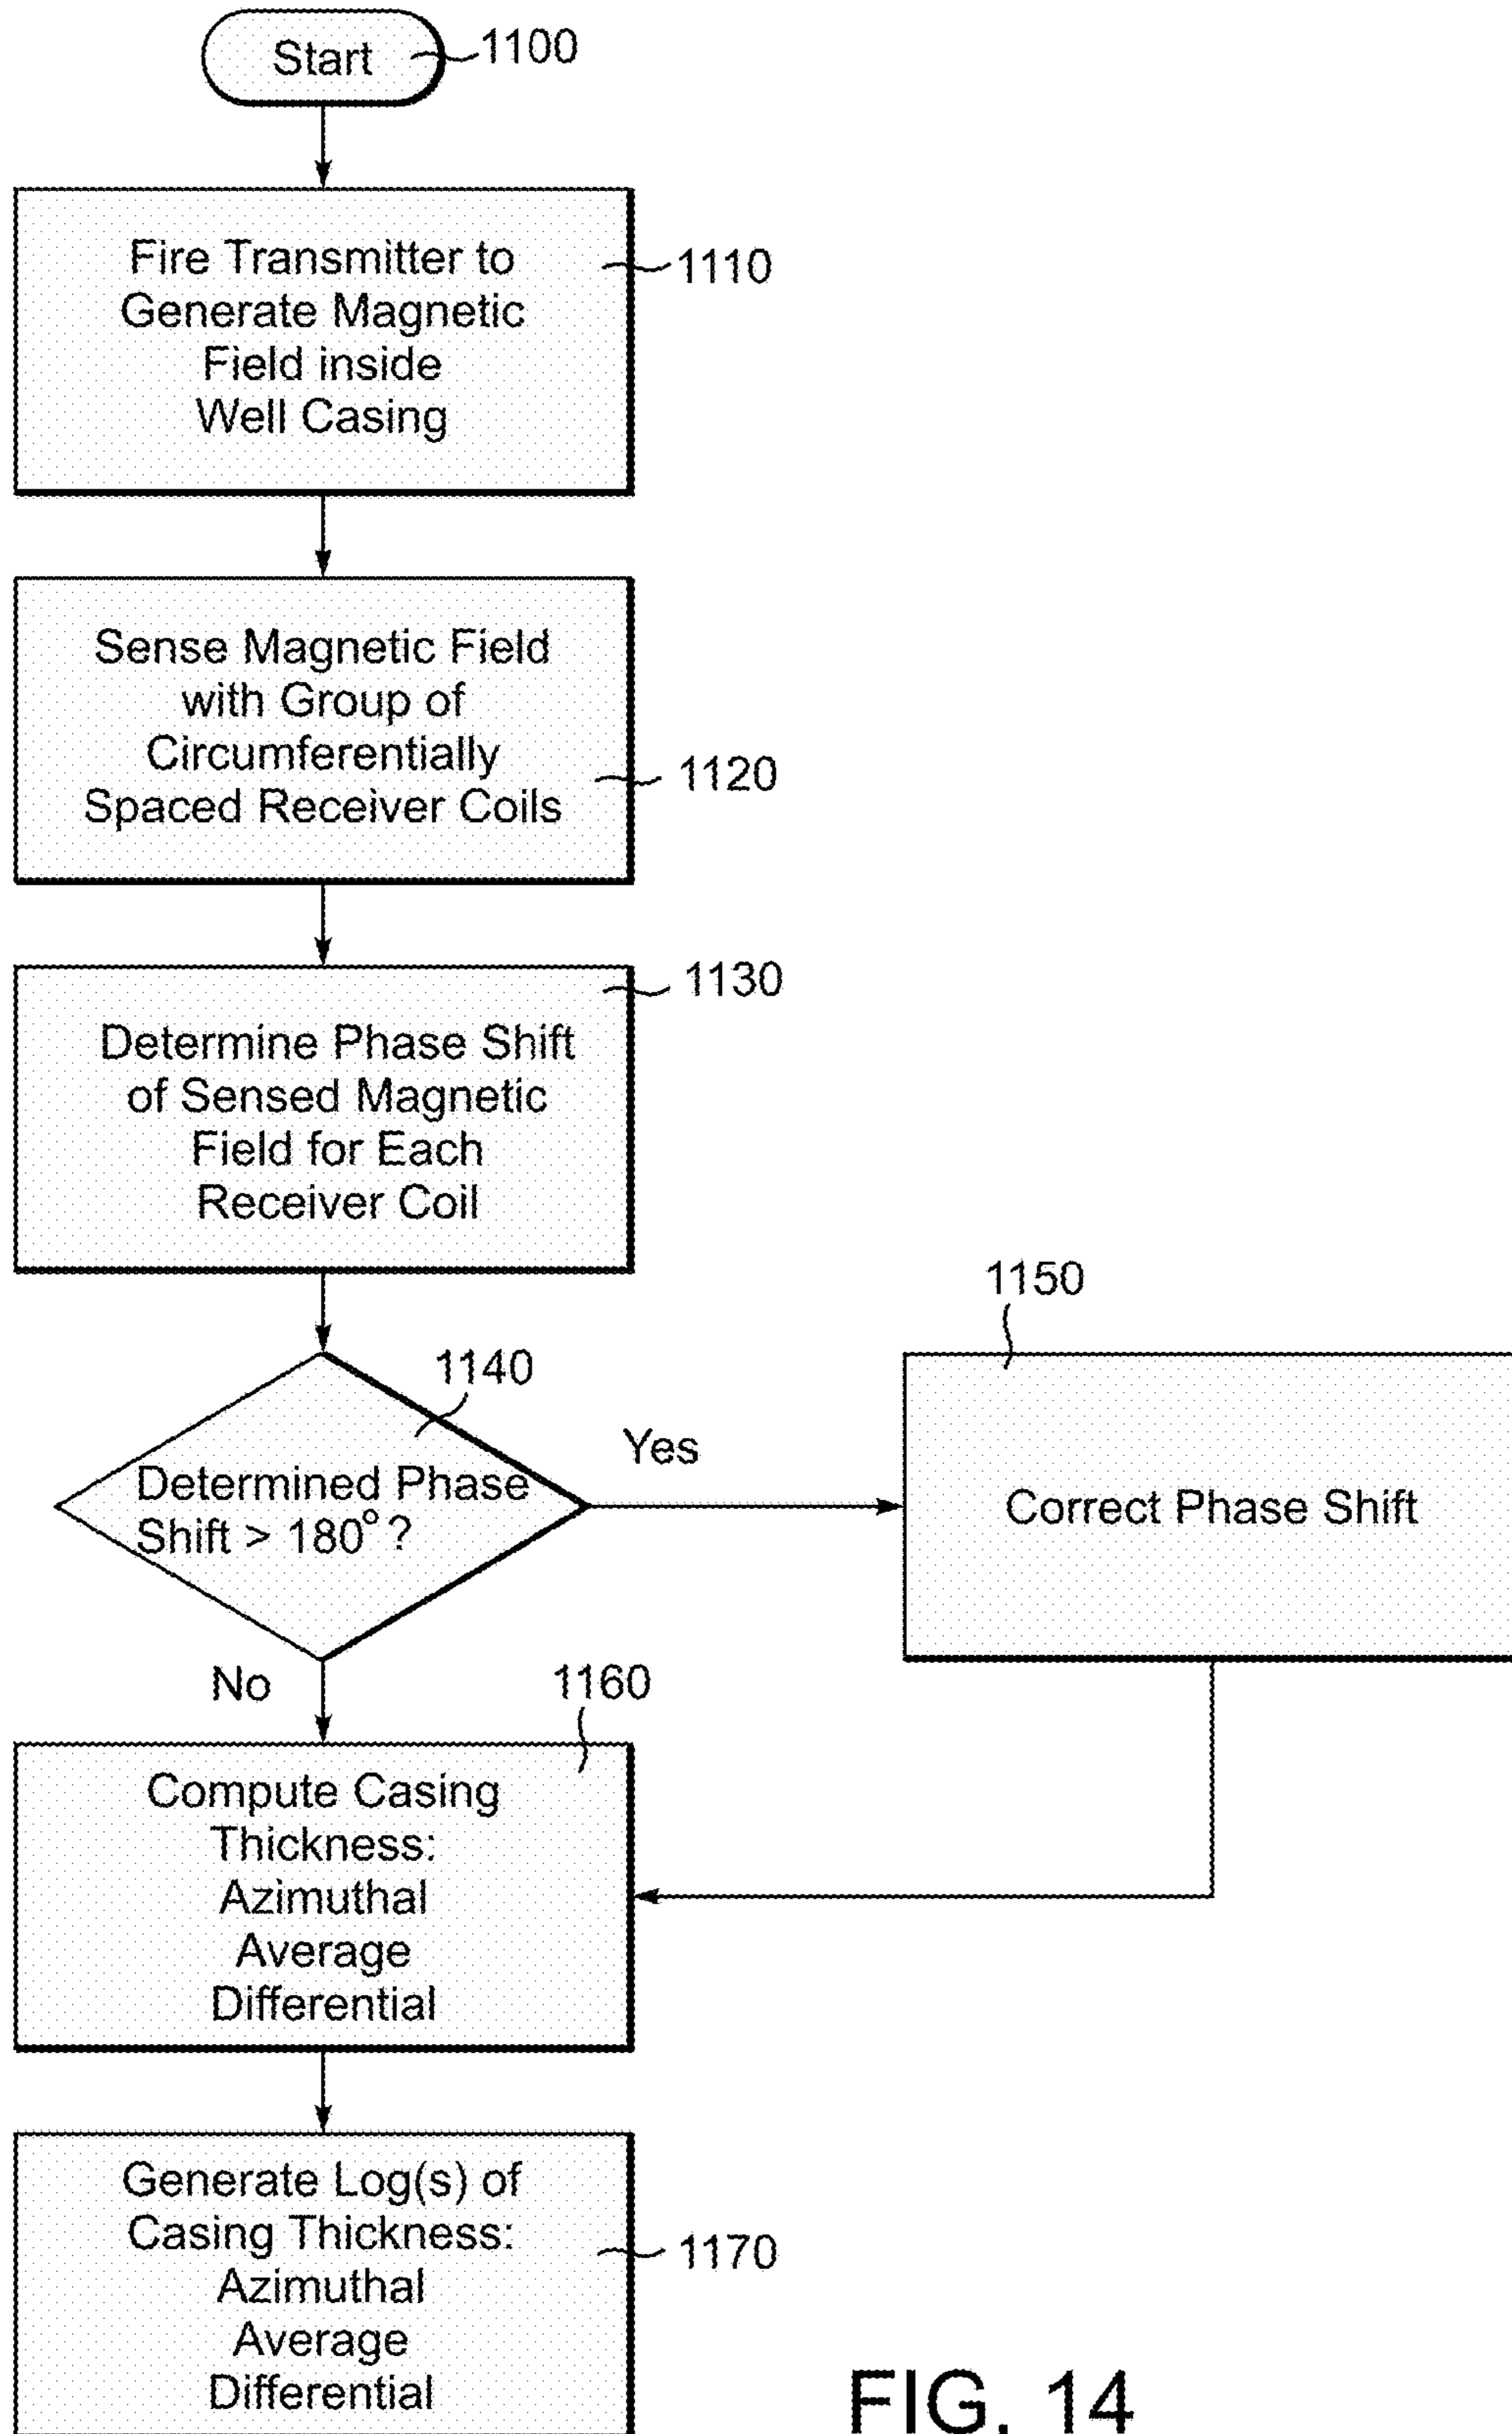 Start
1100
Fire Transmitter to
Generate Magnetic
Field inside
Well Casing
1110
Sense Magnetic Field
with Group of
Circumferentially
Spaced Receiver Coils
1120
1130
Determine Phase Shift
of Sensed Magnetic
Field for Each
Receiver Coil
1140
Determined Phase
Shift > 180°?
Yes
1150
Correct Phase Shift
No
1160
Compute Casing
Thickness:
Azimuthal
Average
Differential
Generate Log(s) of
Casing Thickness:
Azimuthal
Average
Differential
1170
FIG. 14